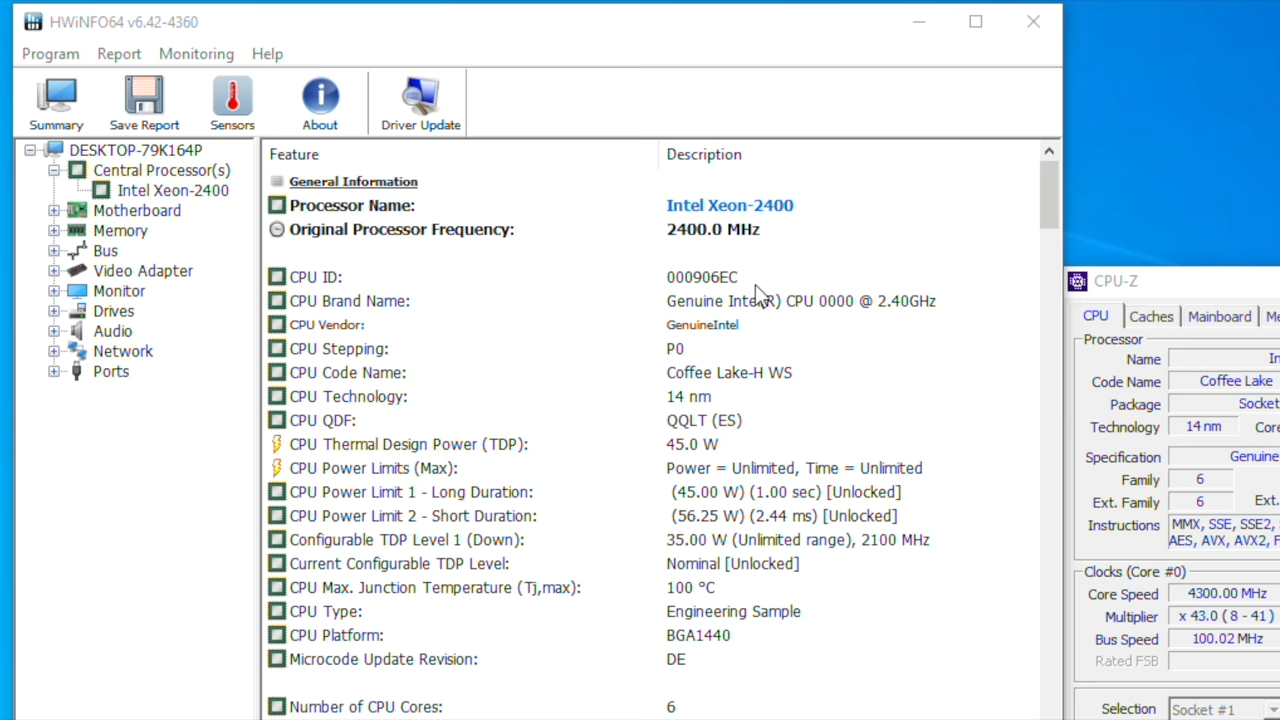 HWiNFO64 v6.42-4360
Program Report Monitoring Help
Summary Save Report Sensors About Driver Update
DESKTOP-79K164P
Central Processor(s)
Intel Xeon-2400
Motherboard
Memory
Bus
Video Adapter
Monitor
Drives
Audio
Network
Ports
Feature Description
General Information
Processor Name: Intel Xeon-2400
Original Processor Frequency: 2400.0 MHz
CPU ID: 000906EC
CPU Brand Name: Genuine Intel(R) CPU 0000 @ 2.40GHz
CPU Vendor: GenuineIntel
CPU Stepping: P0
CPU Code Name: Coffee Lake-H WS
CPU Technology: 14 nm
CPU QDF: QQLT (ES)
CPU Thermal Design Power (TDP): 45.0 W
CPU Power Limits (Max): Power = Unlimited, Time = Unlimited
CPU Power Limit 1 - Long Duration: (45.00 W) (1.00 sec) [Unlocked]
CPU Power Limit 2 - Short Duration: (56.25 W) (2.44 ms) [Unlocked]
Configurable TDP Level 1 (Down): 35.00 W (Unlimited range), 2100 MHz
Current Configurable TDP Level: Nominal [Unlocked]
CPU Max. Junction Temperature (Tj,max): 100 °C
CPU Type: Engineering Sample
CPU Platform: BGA1440
Microcode Update Revision: DE
Number of CPU Cores: 6
CPU-Z
CPU Caches Mainboard Me
Processor
Name In
Code Name Coffee Lake
Package Socket
Technology 14 nm Core
Specification Genuine
Family 6
Ext. Family 6 Ext.
Instructions MMX, SSE, SSE2,
AES, AVX, AVX2, F
Clocks (Core #0)
Core Speed 4300.00 MHz
Multiplier x 43.0 ( 8 - 41 )
Bus Speed 100.02 MHz
Rated FSB
Selection Socket #1